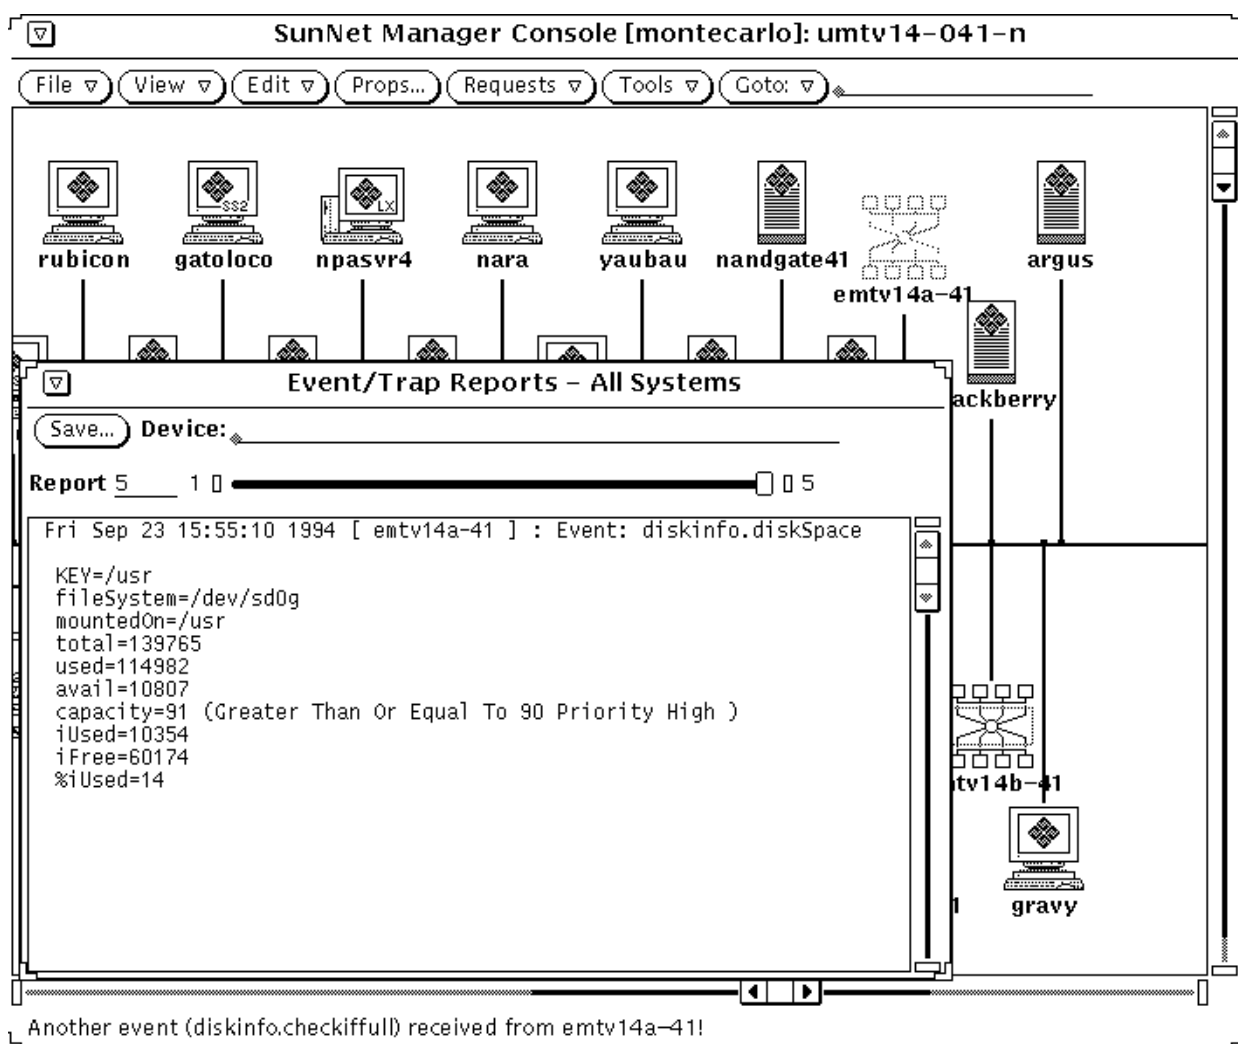 SunNet Manager Console [montecarlo]: umtv14-041-n
File View Edit Props... Requests Tools Goto:
SS2 LX
rubicon gatoloco npasvr4 nara yaubau nandgate41 argus
emtv14a-41
Event/Trap Reports - All Systems
ackberry
Save... Device:
Report 5 1 5
Fri Sep 23 15:55:10 1994 [ emtv14a-41 ] : Event: diskinfo.diskSpace
KEY=/usr
fileSystem=/dev/sd0g
mountedOn=/usr
total=139765
used=114982
avail=10807
capacity=91 (Greater Than Or Equal To 90 Priority High )
iUsed=10354
iFree=60174
%iUsed=14
tv14b-41
1 gravy
Another event (diskinfo.checkiffull) received from emtv14a-41!